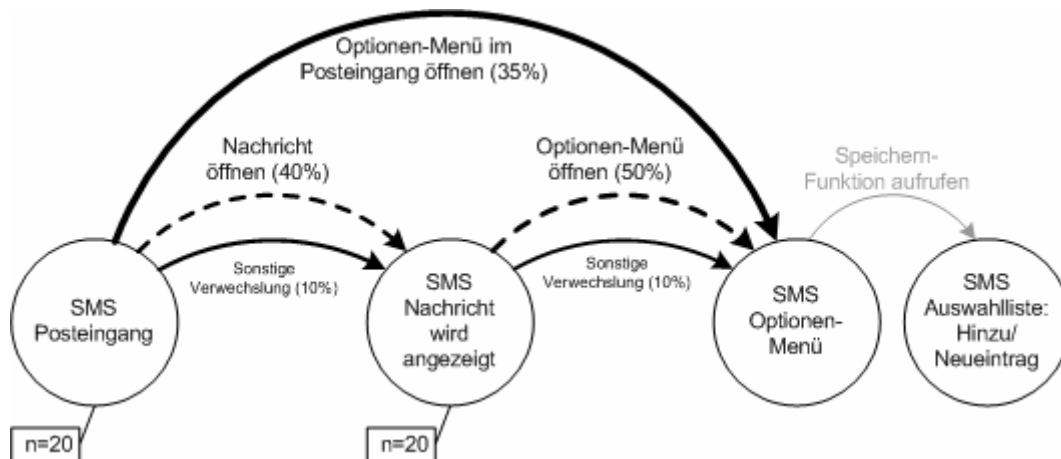 Optionen-Menü im
Posteingang öffnen (35%)
Nachricht
öffnen (40%)
Optionen-Menü
öffnen (50%)
Speichern-
Funktion aufrufen
Sonstige
Verwechslung (10%)
Sonstige
Verwechslung (10%)
SMS
Posteingang
SMS
Nachricht
wird
angezeigt
SMS
Optionen-
Menü
SMS
Auswahlliste:
Hinzu/
Neueintrag
n=20
n=20